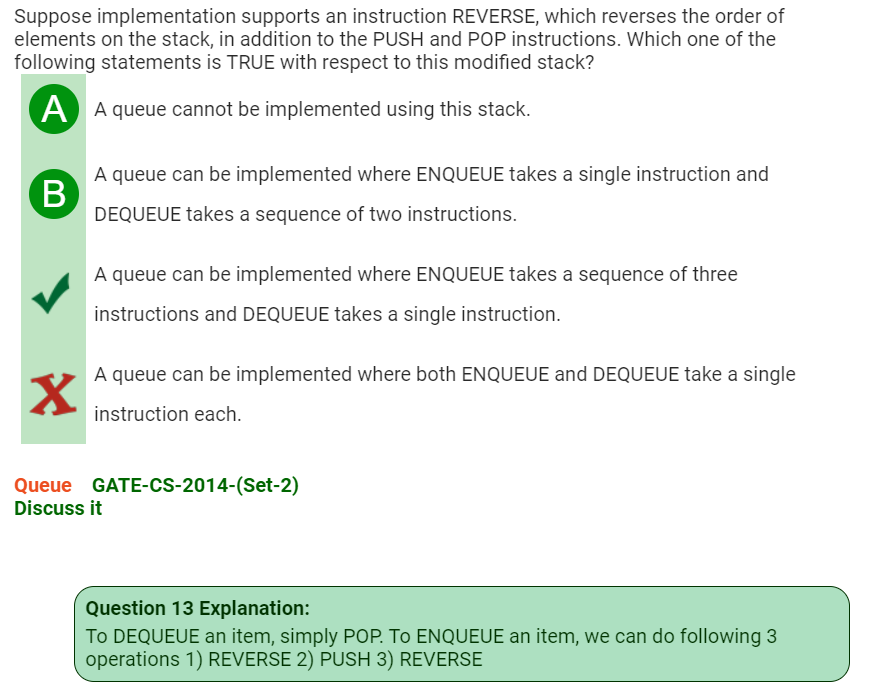 Suppose implementation supports an instruction REVERSE, which reverses the order of
elements on the stack, in addition to the PUSH and POP instructions. Which one of the
following statements is TRUE with respect to this modified stack?
A A queue cannot be implemented using this stack.
B A queue can be implemented where ENQUEUE takes a single instruction and
DEQUEUE takes a sequence of two instructions.
A queue can be implemented where ENQUEUE takes a sequence of three
instructions and DEQUEUE takes a single instruction.
A queue can be implemented where both ENQUEUE and DEQUEUE take a single
instruction each.
Queue GATE-CS-2014-(Set-2)
Discuss it
Question 13 Explanation:
To DEQUEUE an item, simply POP. To ENQUEUE an item, we can do following 3
operations 1) REVERSE 2) PUSH 3) REVERSE